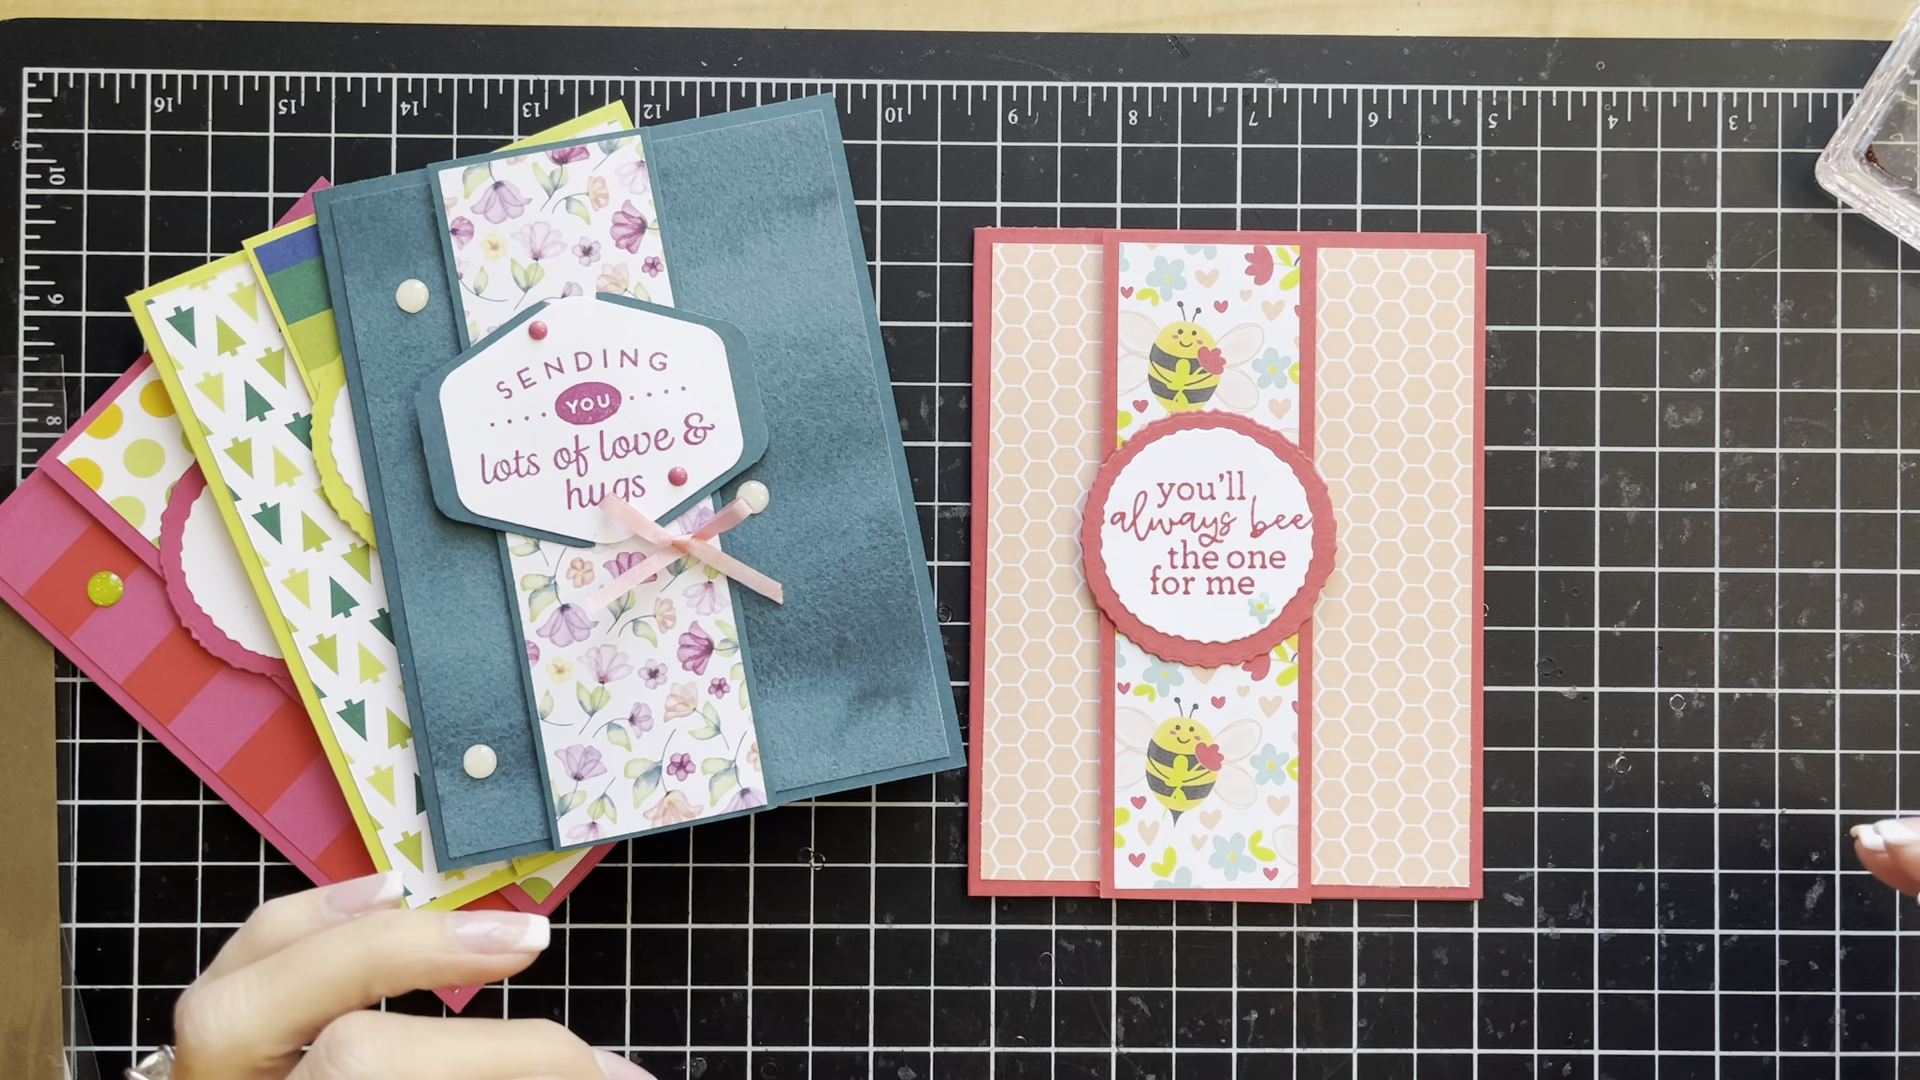 16 15 14 13 12 10 9 8 7 6 5 4 3
10
9
8
SENDING
YOU
lots of love &
hugs
you'll
always bee
the one
for me